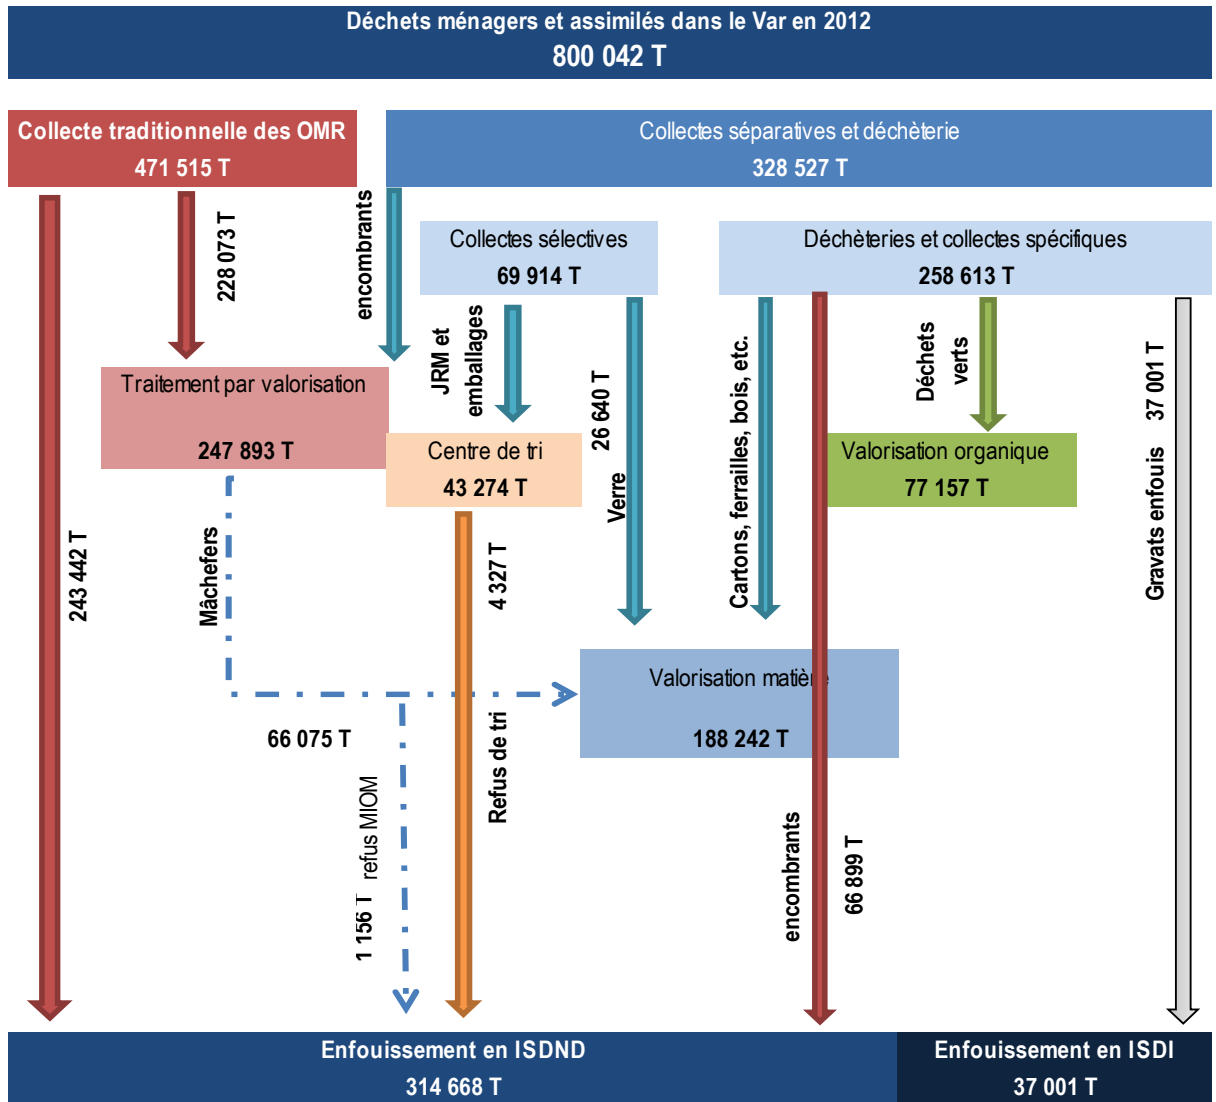 Déchets ménagers et assimilés dans le Var en 2012
800 042 T
Collecte traditionnelle des OMR
471 515 T
Collectes séparatives et déchèterie
328 527 T
228 073 T
encombrants
Collectes sélectives
69 914 T
Déchèteries et collectes spécifiques
258 613 T
JRM et
emballages
26 640 T
Verre
Cartons, ferrailles, bois, etc.
Déchets
verts
Gravats enfouis 37 001 T
Traitement par valorisation
247 893 T
Centre de tri
43 274 T
Valorisation organique
77 157 T
243 442 T
Mâchefers
4 327 T
Refus de tri
Valorisation matière
188 242 T
66 075 T
1 156 T refus MIOM
encombrants
66 899 T
Enfouissement en ISDND
314 668 T
Enfouissement en ISDI
37 001 T